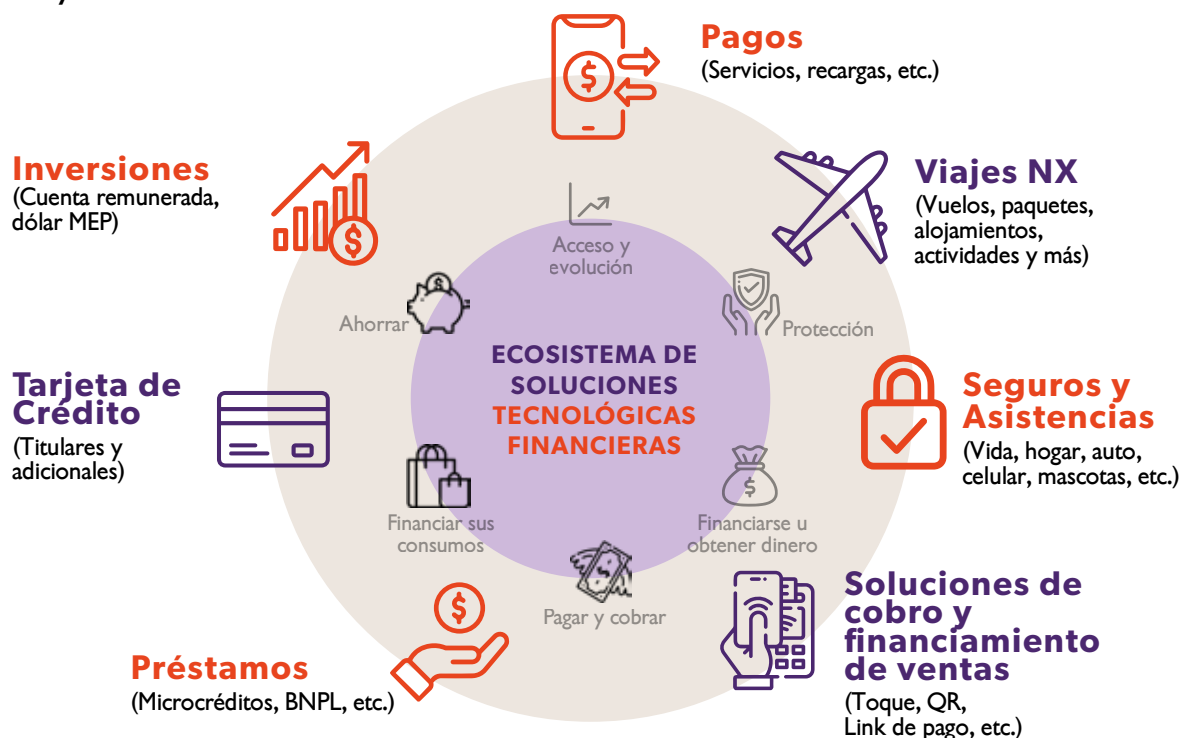 Pagos
(Servicios, recargas, etc.)
Inversiones
(Cuenta remunerada,
dólar MEP)
Viajes NX
(Vuelos, paquetes,
alojamientos,
actividades y más)
Acceso y
evolución
Ahorrar
Protección
ECOSISTEMA DE
SOLUCIONES
TECNOLÓGICAS
FINANCIERAS
Tarjeta de
Crédito
(Titulares y
adicionales)
Seguros y
Asistencias
(Vida, hogar, auto,
celular, mascotas, etc.)
Financiar sus
consumos
Financiarse u
obtener dinero
Pagar y cobrar
Préstamos
(Microcréditos, BNPL, etc.)
Soluciones de
cobro y
financiamiento
de ventas
(Toque, QR,
Link de pago, etc.)